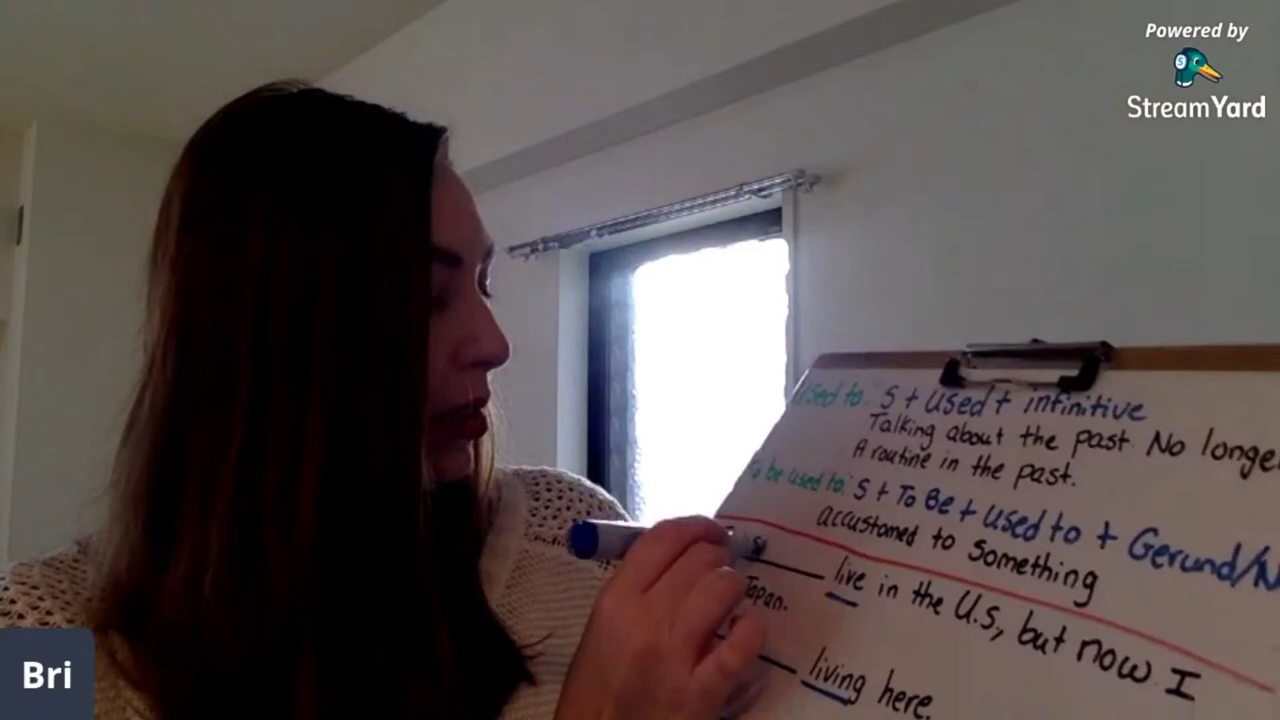 Powered by
StreamYard
used to: S + used + infinitive
Talking about the past. No longer
A routine in the past.
To be used to: S + To Be + used to + Gerund/N
accustomed to something
live in the U.S, but now I
Japan.
living here.
Bri